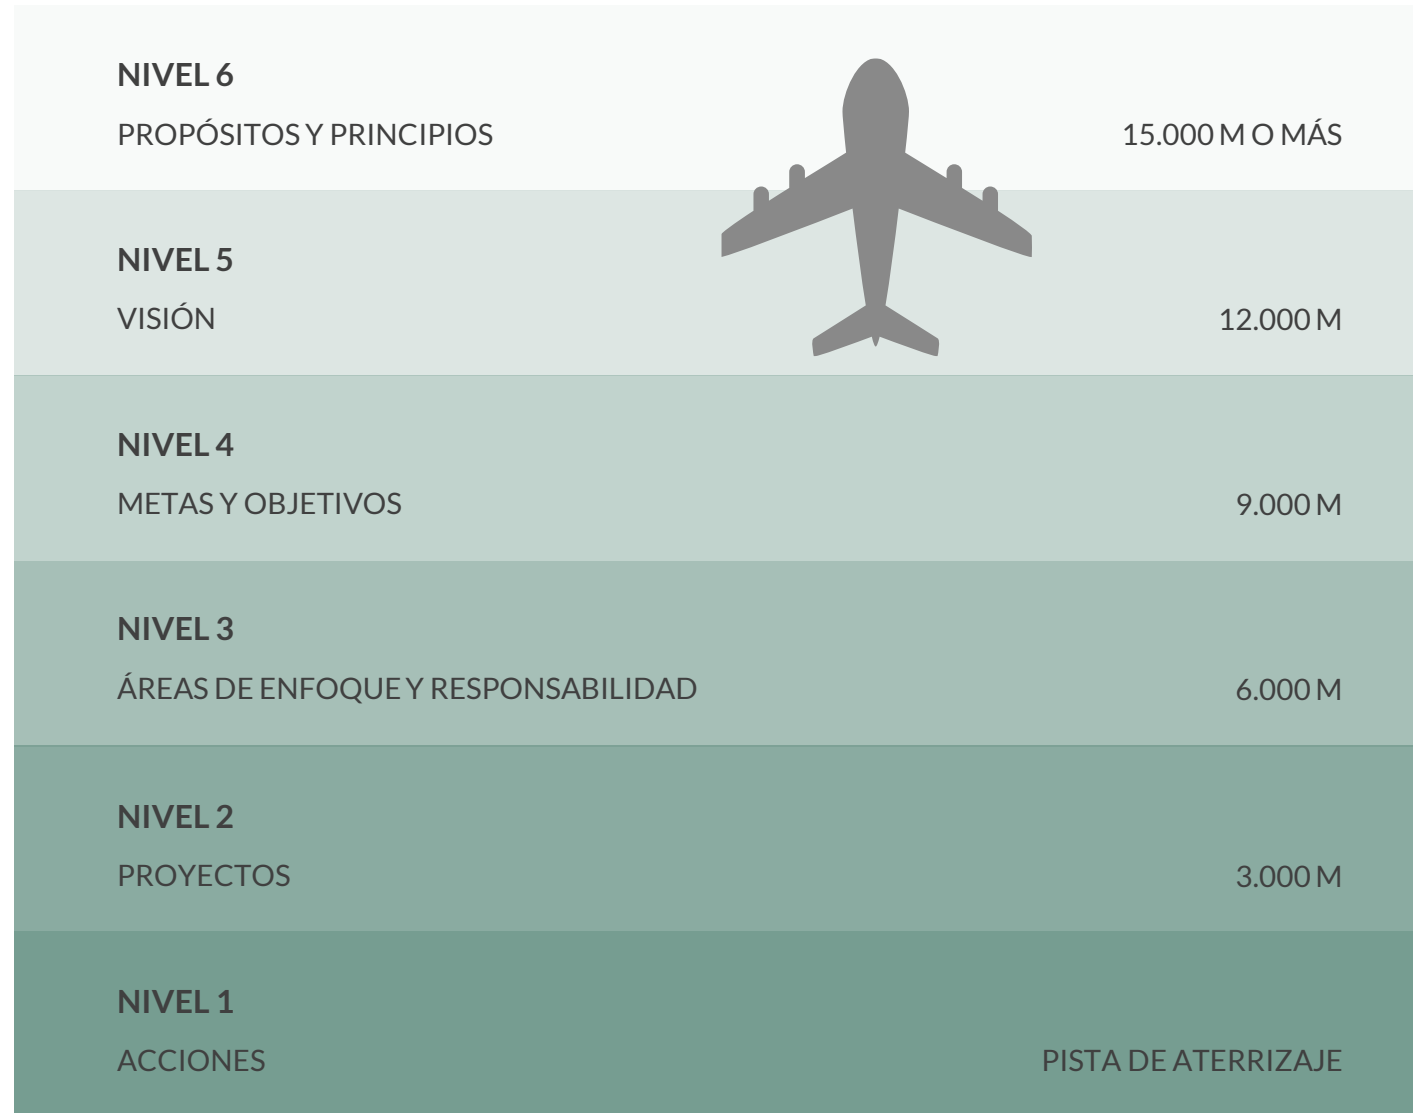 NIVEL 6
PROPÓSITOS Y PRINCIPIOS
15.000 M O MÁS
NIVEL 5
VISIÓN
12.000 M
NIVEL 4
METAS Y OBJETIVOS
9.000 M
NIVEL 3
ÁREAS DE ENFOQUE Y RESPONSABILIDAD
6.000 M
NIVEL 2
PROYECTOS
3.000 M
NIVEL 1
ACCIONES
PISTA DE ATERRIZAJE